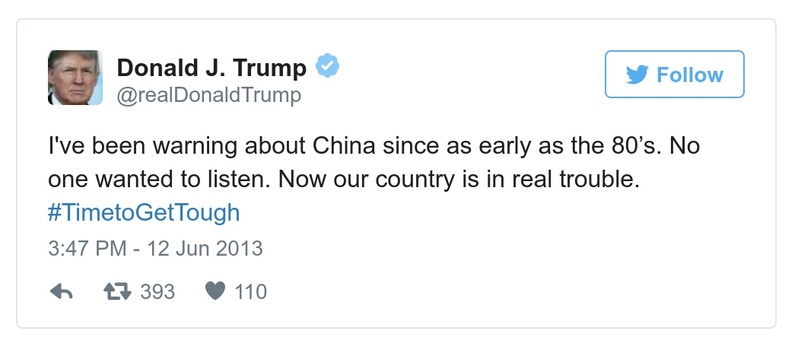 Donald J. Trump
Follow
@realDonaldTrump
I've been warning about China since as early as the 80’s. No
one wanted to listen. Now our country is in real trouble.
#TimetoGetTough
3:47 PM - 12 Jun 2013
393 110